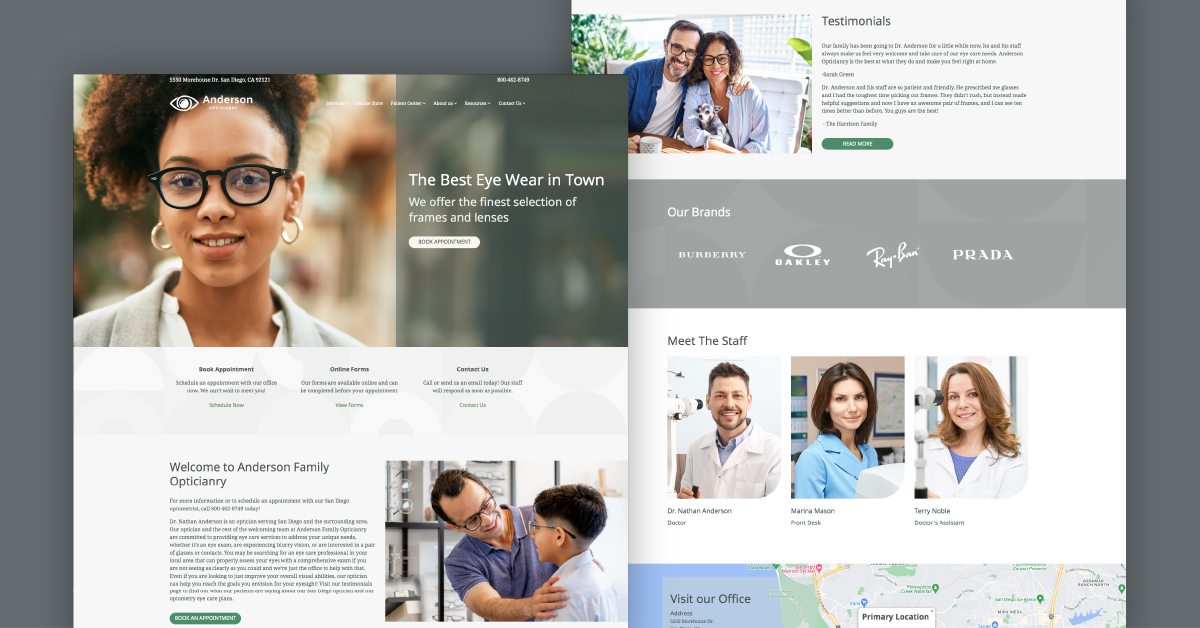 5530 Morehouse Dr. San Diego, CA 92121
800-462-8749
Anderson
OPTICIANRY
Services
Online Store
Patient Center
About us
Resources
Contact Us
The Best Eye Wear in Town
We offer the finest selection of
frames and lenses
BOOK APPOINTMENT
Book Appointment
Schedule an appointment with our office
now. We can't wait to meet you!
Schedule Now
Online Forms
Our forms are available online and can
be completed before your appointment.
View Forms
Contact Us
Call or send us an email today! Our staff
will respond as soon as possible.
Contact Us
Welcome to Anderson Family
Opticianry
For more information or to schedule an appointment with our San Diego
optometrist, call 800-462-8749 today!
Dr. Nathan Anderson is an optician serving San Diego and the surrounding area.
Our optician and the rest of the welcoming team at Anderson Family Opticianry
are committed to providing eye care services to address your unique needs,
whether it's an eye exam, are experiencing blurry vision, or are interested in a pair
of glasses or contacts. You may be searching for an eye care professional in your
local area that can properly assess your eyes with a comprehensive exam if you
are not seeing as clearly as you could and we're just the office to help with that.
Even if you are looking to just improve your overall visual abilities, our optician
can help you reach the goals you envision for your eyesight! Visit our testimonials
page to find out what our patients are saying about our San Diego optician and our
optometry eye care plans.
BOOK AN APPOINTMENT
Testimonials
Our family has been going to Dr. Anderson for a little while now, he and his staff
always make us feel very welcome and take care of our eye care needs. Anderson
Opticianry is the best at what they do and make you feel right at home.
-Sarah Green
Dr. Anderson and his staff are so patient and friendly. He prescribed me glasses
and I had the toughest time picking out frames. They didn't rush, but instead made
helpful suggestions and now I have an awesome pair of frames, and I can see ten
times better than before. You guys are the best!
- The Harrison Family
READ MORE
Our Brands
BURBERRY
OAKLEY
Ray-Ban
PRADA
Meet The Staff
Dr. Nathan Anderson
Doctor
Marina Mason
Front Desk
Terry Noble
Doctor's Assistant
Visit our Office
Address
5530 Morehouse Dr.
Primary Location
MIRA MESA